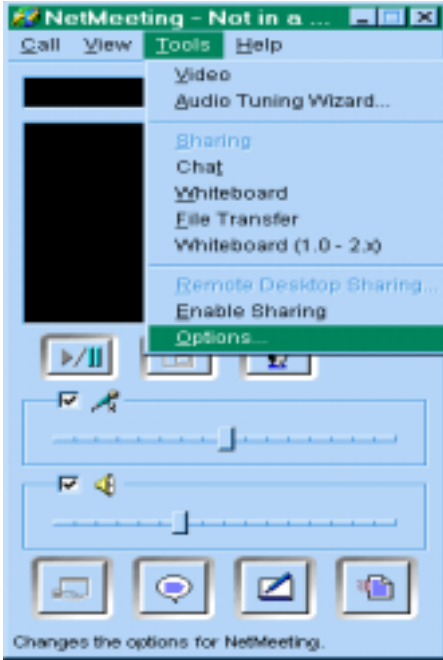 NetMeeting - Not in a ...
Call View Tools Help
Video
Audio Tuning Wizard...
Sharing
Chat
Whiteboard
File Transfer
Whiteboard (1.0 - 2.x)
Remote Desktop Sharing...
Enable Sharing
Options...
Changes the options for NetMeeting.